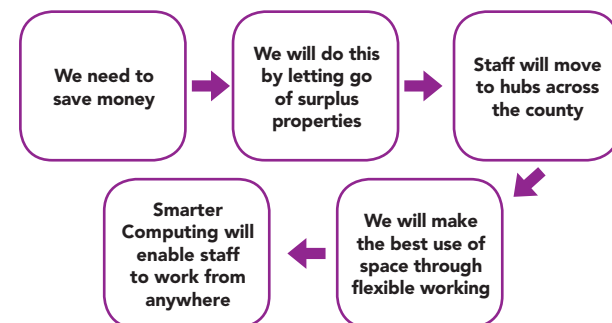 We need to
save money
We will do this
by letting go
of surplus
properties
Staff will move
to hubs across
the county
We will make
the best use of
space through
flexible working
Smarter
Computing will
enable staff
to work from
anywhere